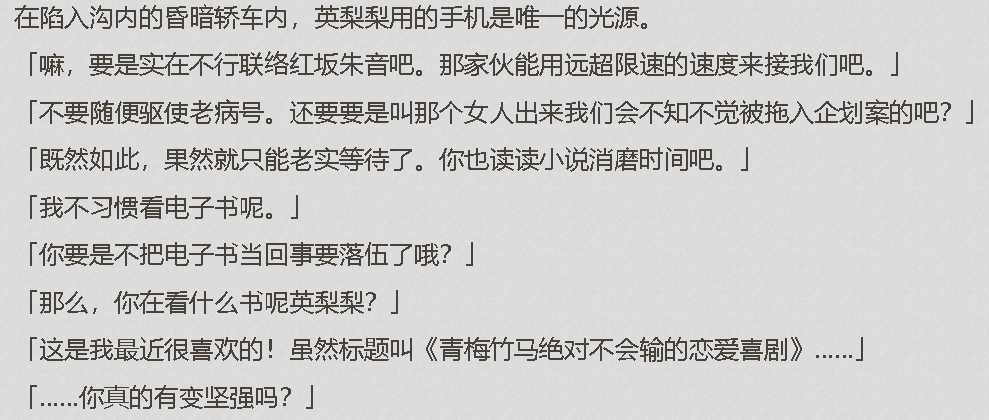 在陷入沟内的昏暗轿车内，英梨梨用的手机是唯一的光源。
「嘛，要是实在不行联络红坂朱音吧。那家伙能用远超限速的速度来接我们吧。」
「不要随便驱使老病号。还要要是叫那个女人出来我们会不知不觉被拖入企划案的吧？」
「既然如此，果然就只能老实等待了。你也读读小说消磨时间吧。」
「我不习惯看电子书呢。」
「你要是不把电子书当回事要落伍了哦？」
「那么，你在看什么书呢英梨梨？」
「这是我最近很喜欢的！虽然标题叫《青梅竹马绝对不会输的恋爱喜剧》……」
「……你真的有变坚强吗？」